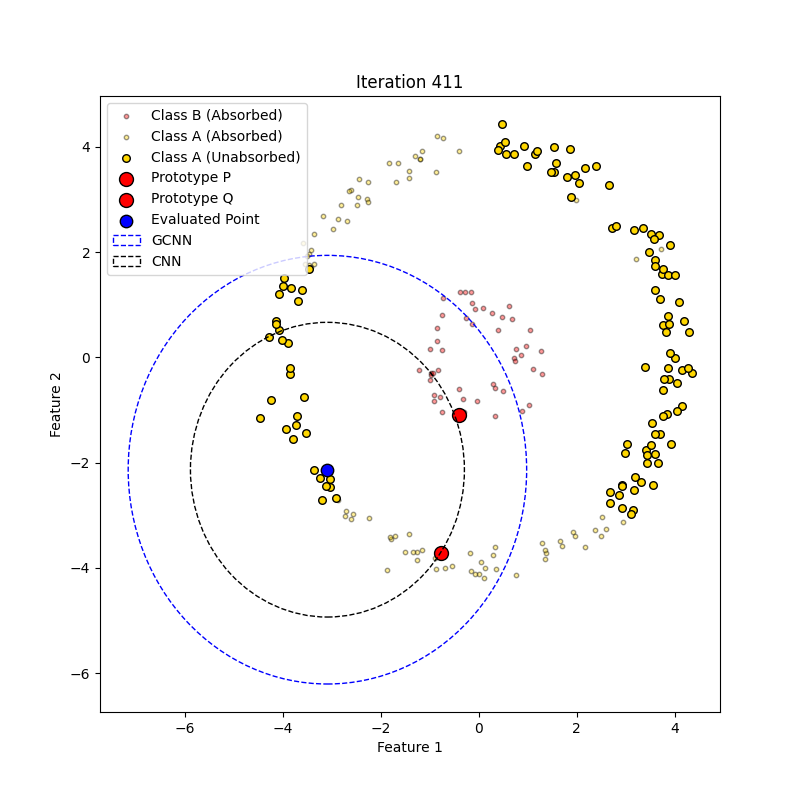 Iteration 411
Class B (Absorbed)
Class A (Absorbed)
Class A (Unabsorbed)
Prototype P
Prototype Q
Evaluated Point
GCNN
CNN
4
2
0
−2
−4
−6
Feature 2
−6
−4
−2
0
2
4
Feature 1